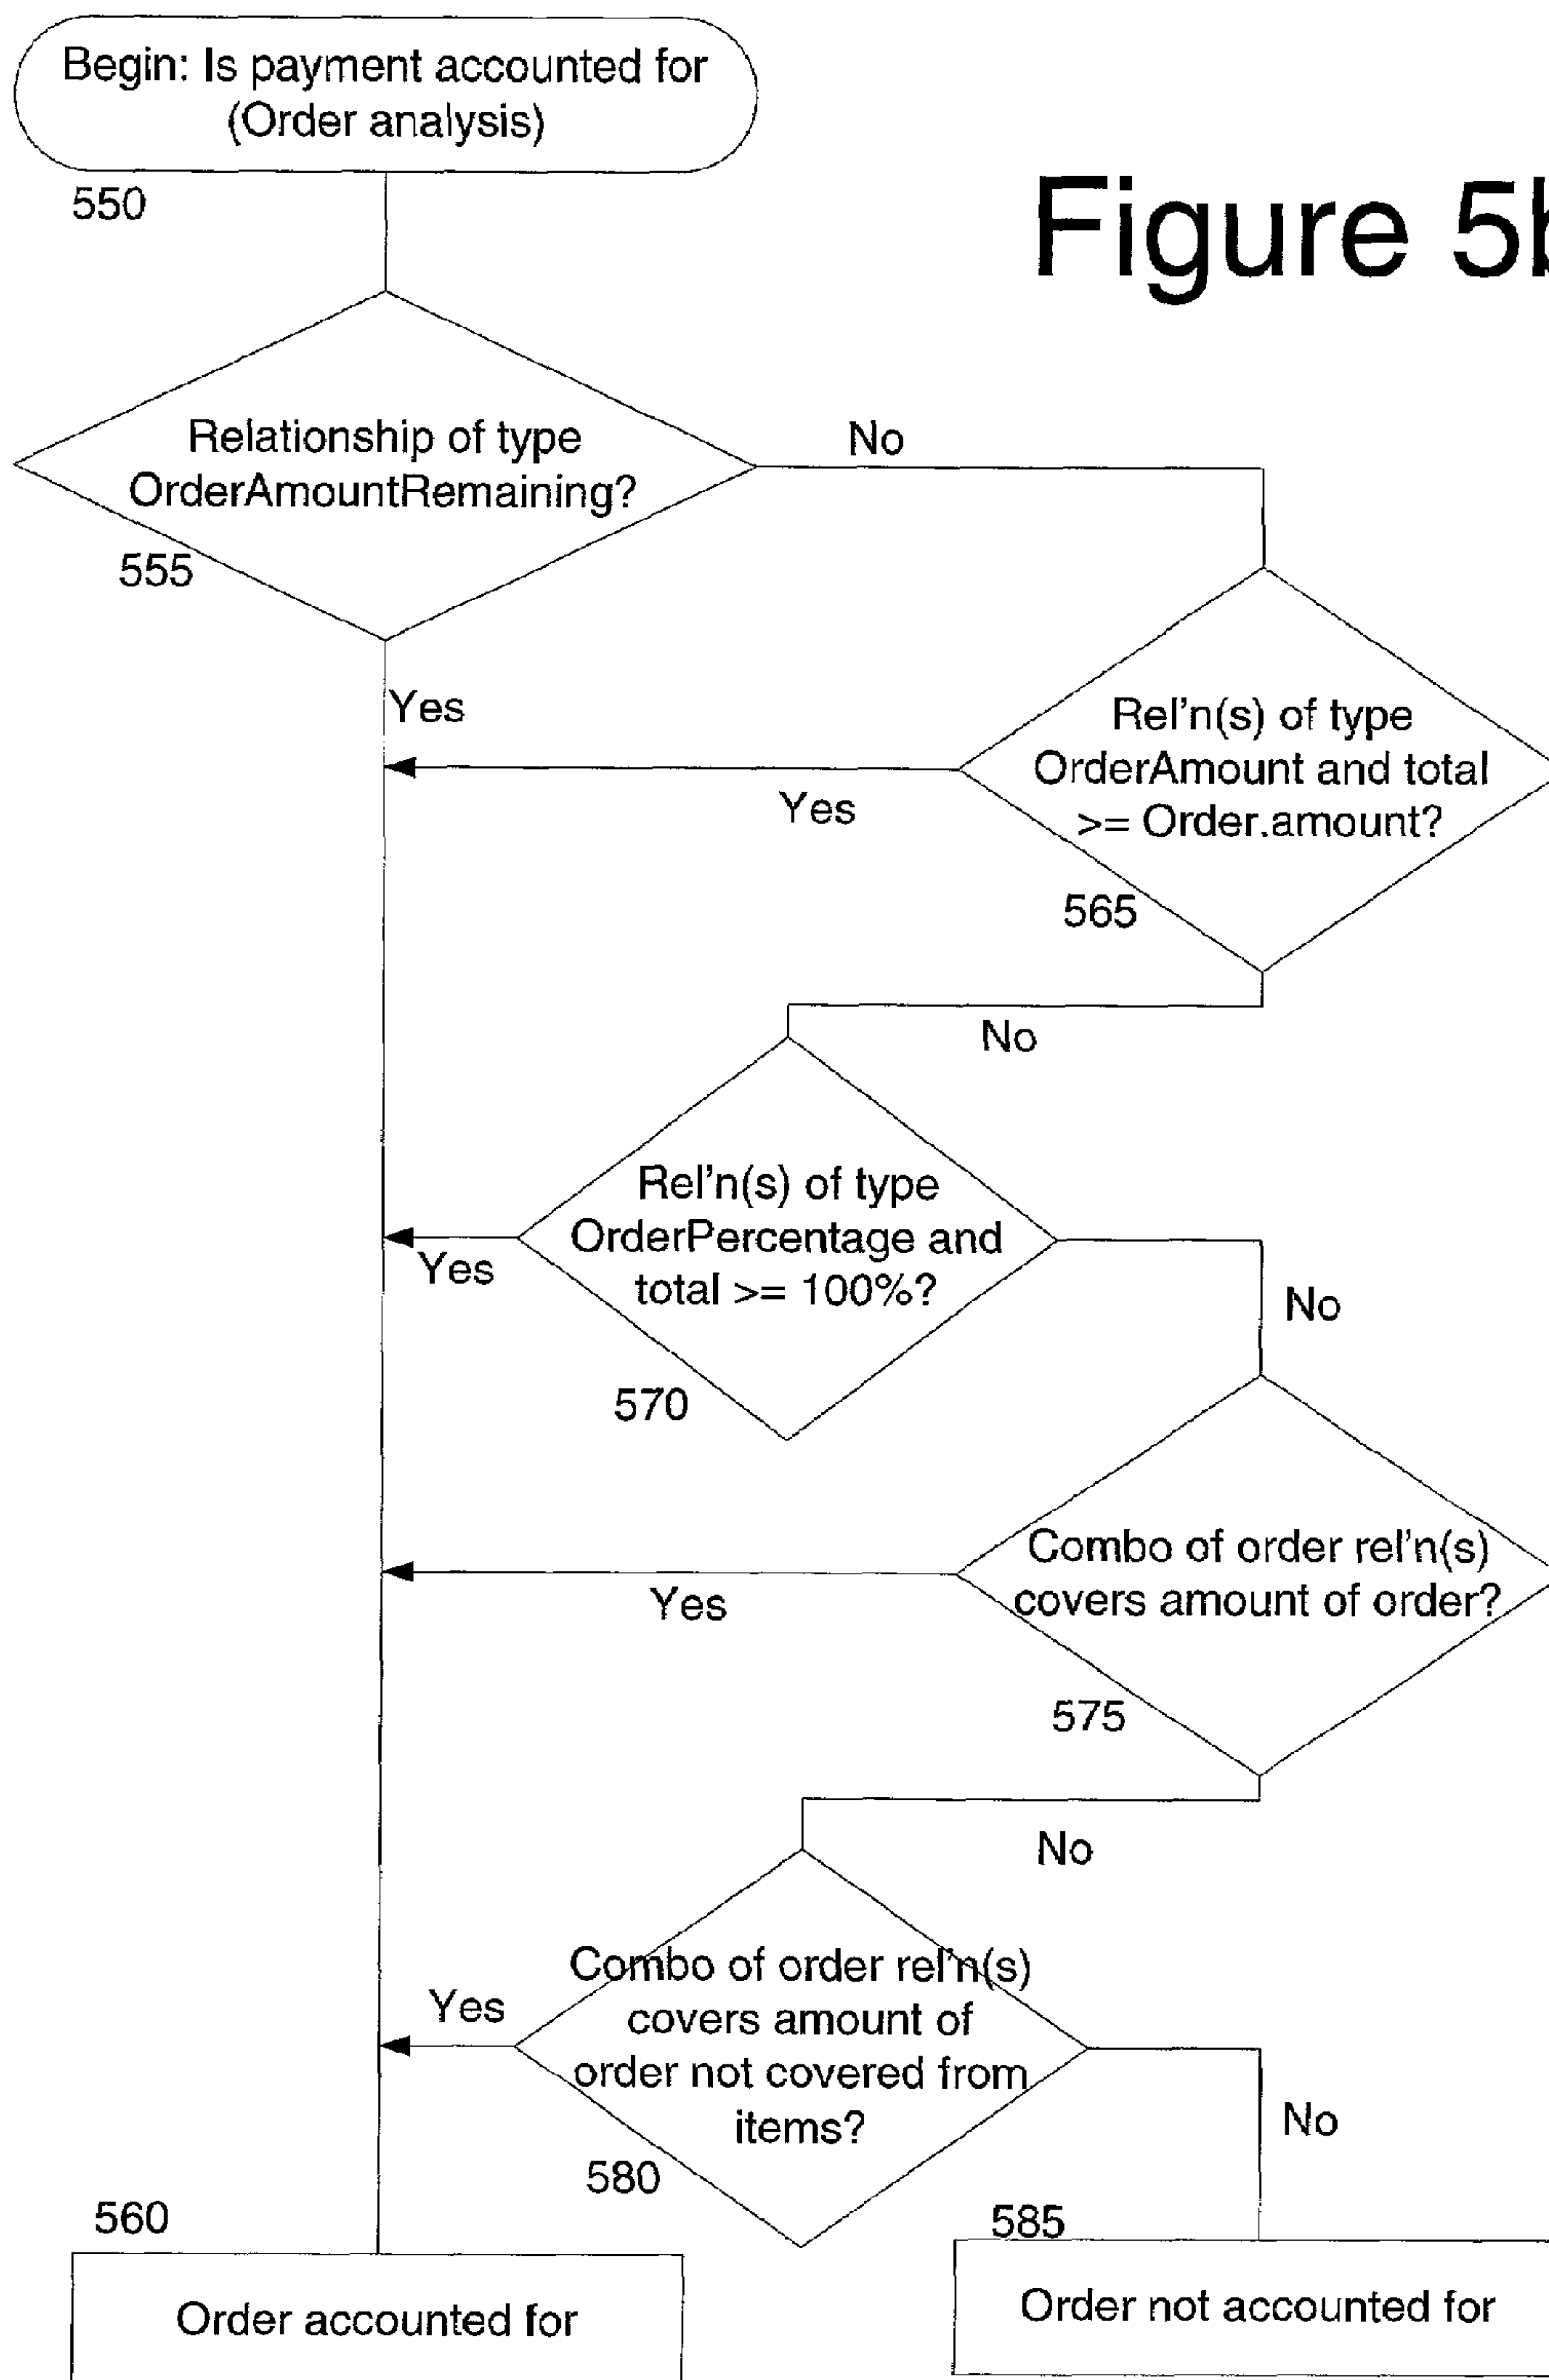 Begin: Is payment accounted for
(Order analysis)
550
Figure 5b
Relationship of type
OrderAmountRemaining?
555
No
Yes
Rel'n(s) of type
OrderAmount and total
>= Order.amount?
565
Yes
No
Rel'n(s) of type
OrderPercentage and
total >= 100%?
570
Yes
No
Combo of order rel'n(s)
covers amount of order?
575
Yes
No
Combo of order rel'n(s)
covers amount of
order not covered from
items?
580
Yes
No
560
Order accounted for
585
Order not accounted for